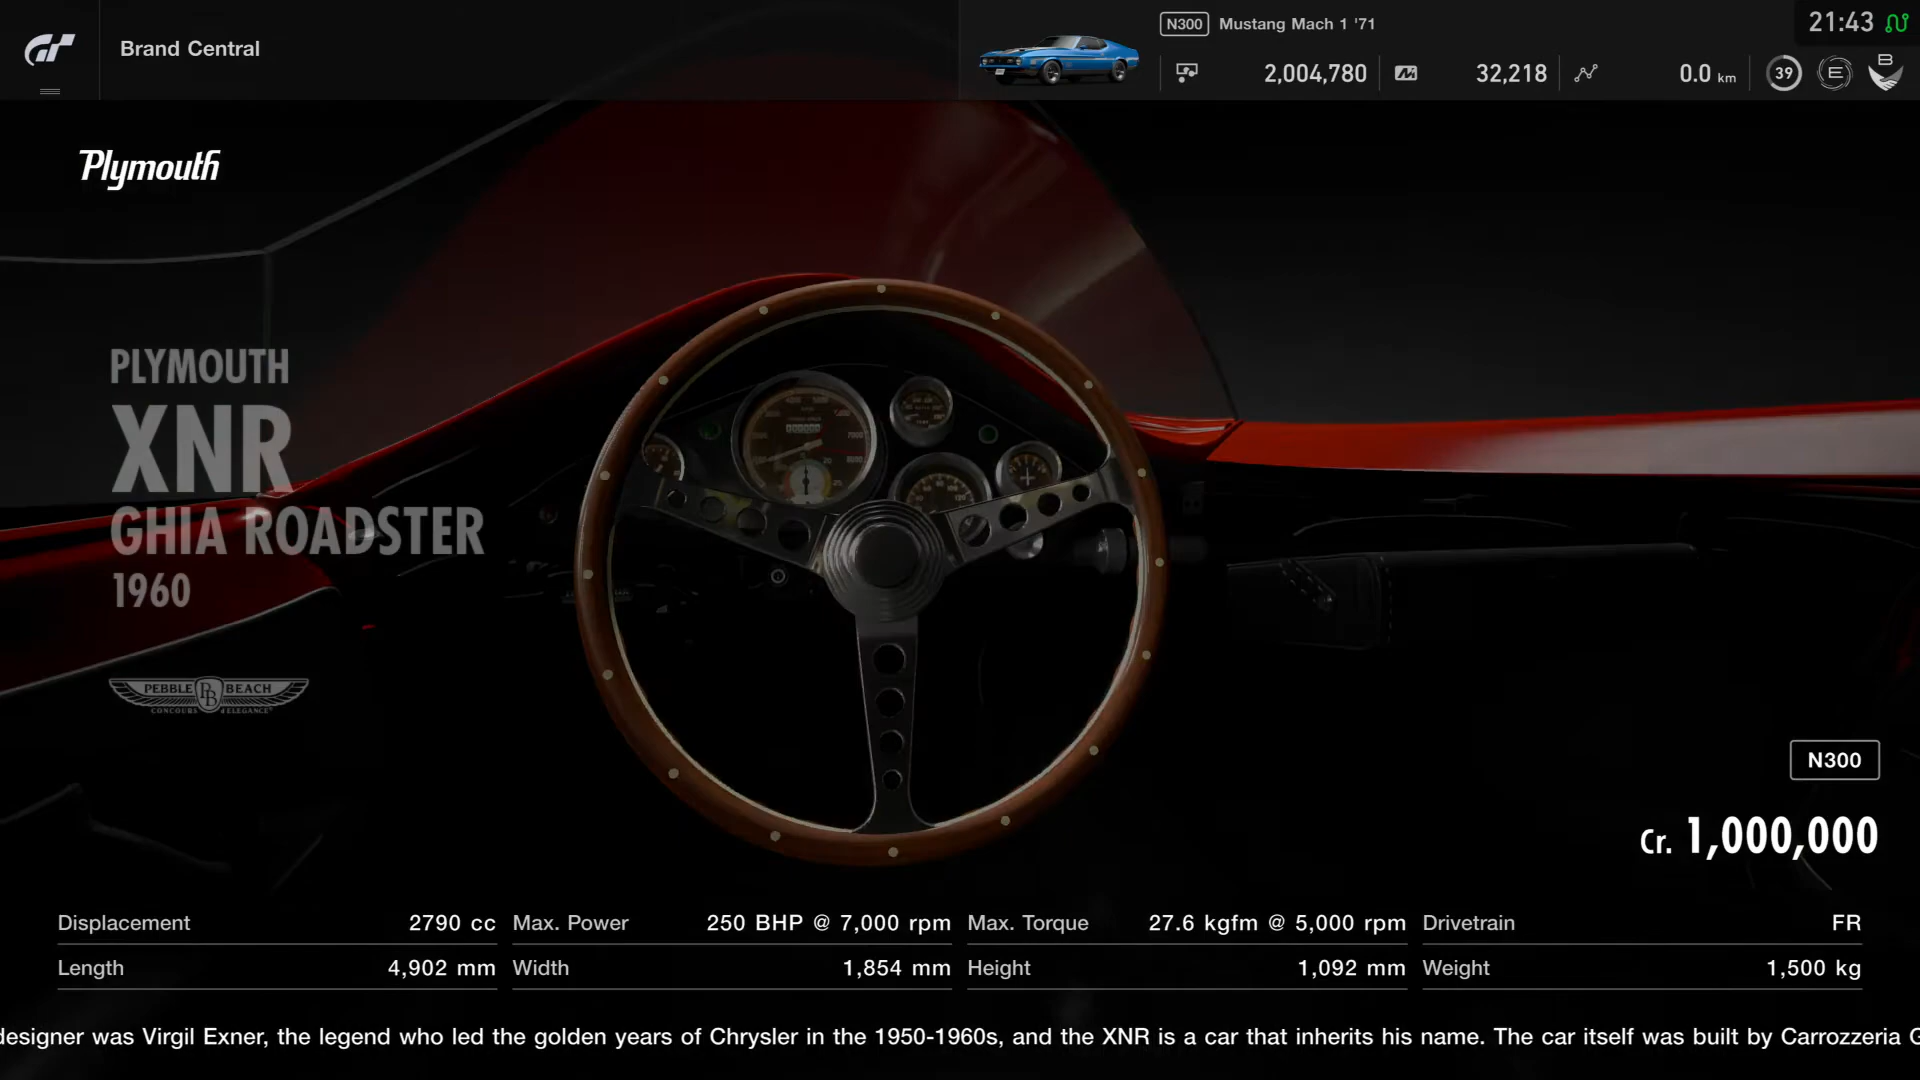 Brand Central
N300 Mustang Mach 1 '71
2,004,780
32,218
0.0 km
39
E
B
21:43
Plymouth
PLYMOUTH
XNR
GHIA ROADSTER
1960
PEBBLE PB BEACH
CONCOURS d'ELEGANCE
N300
Cr. 1,000,000
Displacement 2790 cc Max. Power 250 BHP @ 7,000 rpm Max. Torque 27.6 kgfm @ 5,000 rpm Drivetrain FR
Length 4,902 mm Width 1,854 mm Height 1,092 mm Weight 1,500 kg
designer was Virgil Exner, the legend who led the golden years of Chrysler in the 1950-1960s, and the XNR is a car that inherits his name. The car itself was built by Carrozzeria G